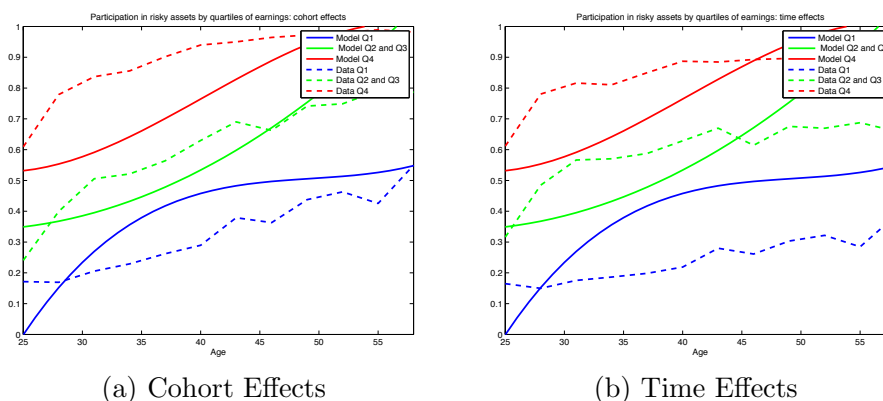 Participation in risky assets by quartiles of earnings: cohort effects
1
0.9
0.8
0.7
0.6
0.5
0.4
0.3
0.2
0.1
0
25 30 35 40 45 50 55
Age
Model Q1
Model Q2 and Q3
Model Q4
Data Q1
Data Q2 and Q3
Data Q4
(a) Cohort Effects
Participation in risky assets by quartiles of earnings: time effects
1
0.9
0.8
0.7
0.6
0.5
0.4
0.3
0.2
0.1
0
25 30 35 40 45 50 55
Age
Model Q1
Model Q2 and Q
Model Q4
Data Q1
Data Q2 and Q3
Data Q4
(b) Time Effects